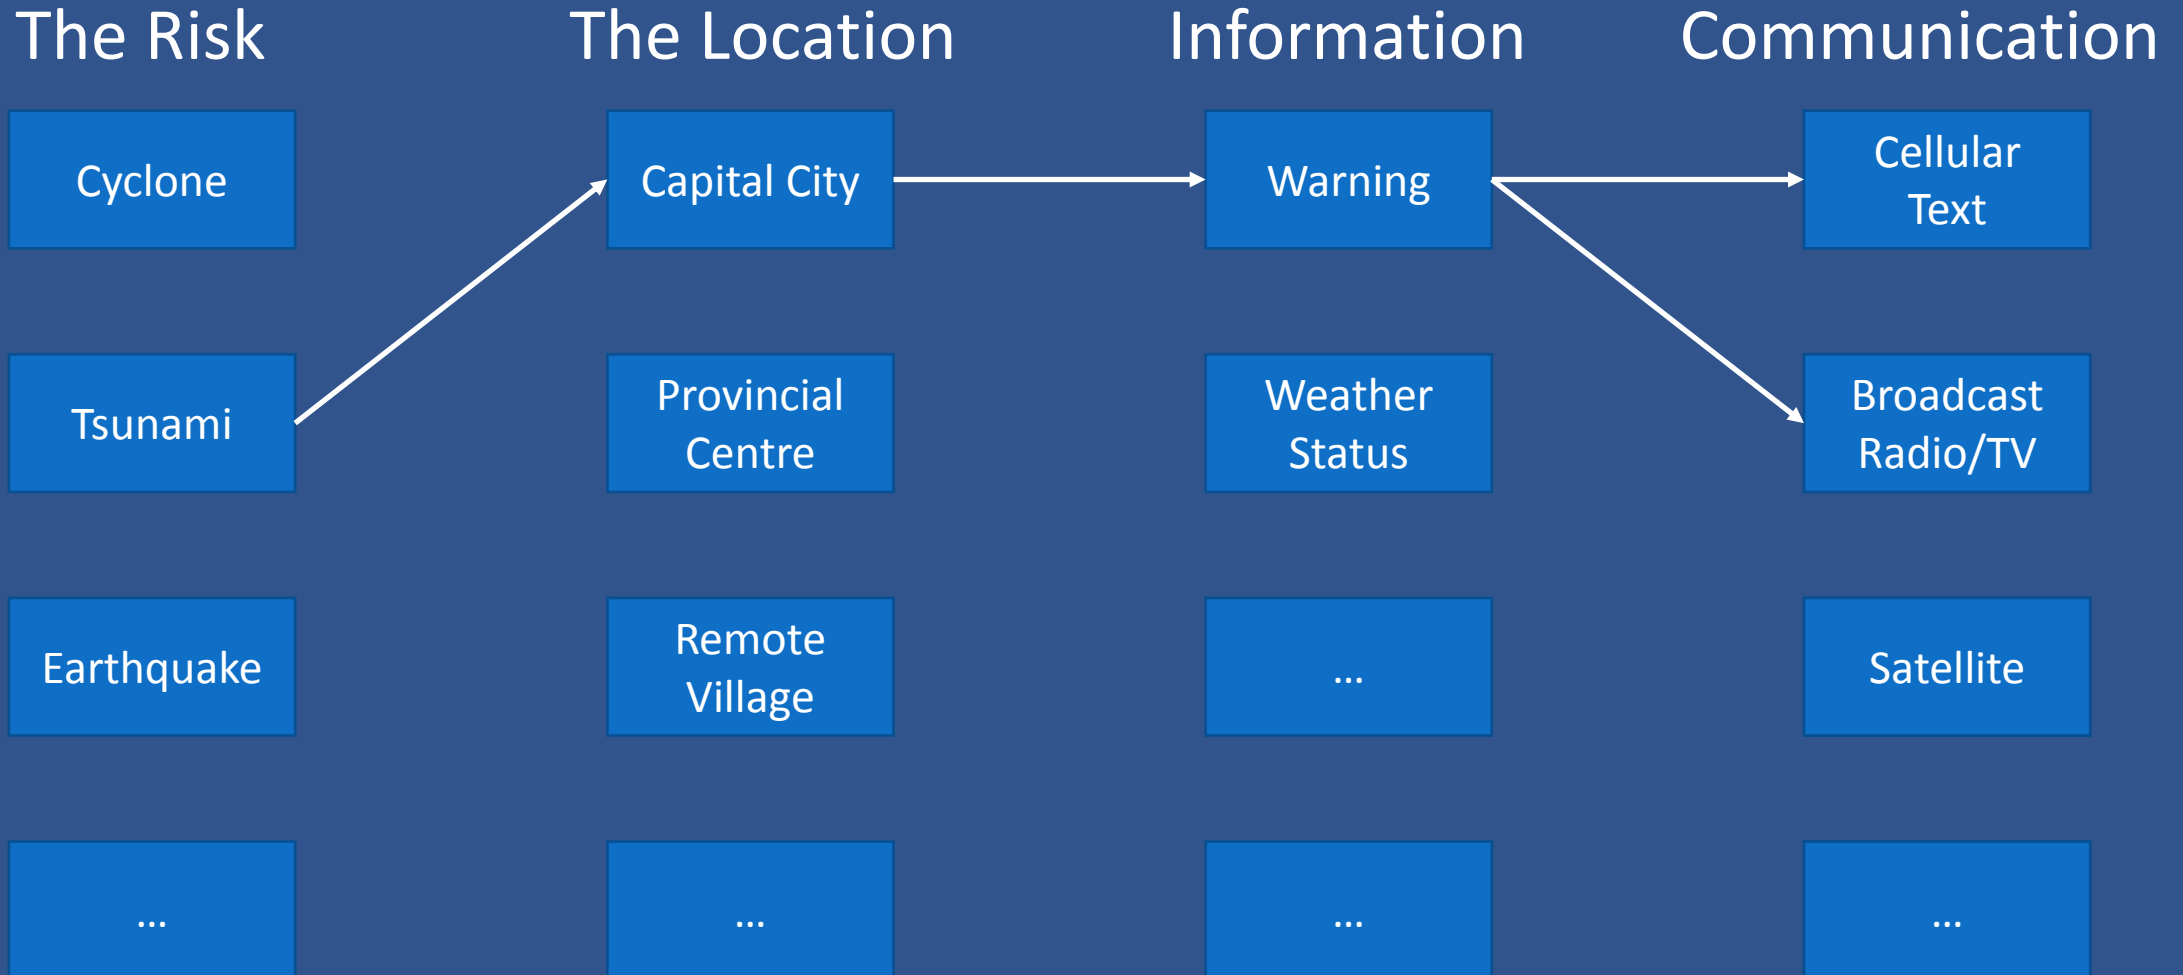 The Risk
The Location
Information
Communication
Cyclone
Capital City
Warning
Cellular
Text
Tsunami
Provincial
Centre
Weather
Status
Broadcast
Radio/TV
Earthquake
Remote
Village
...
Satellite
...
...
...
...